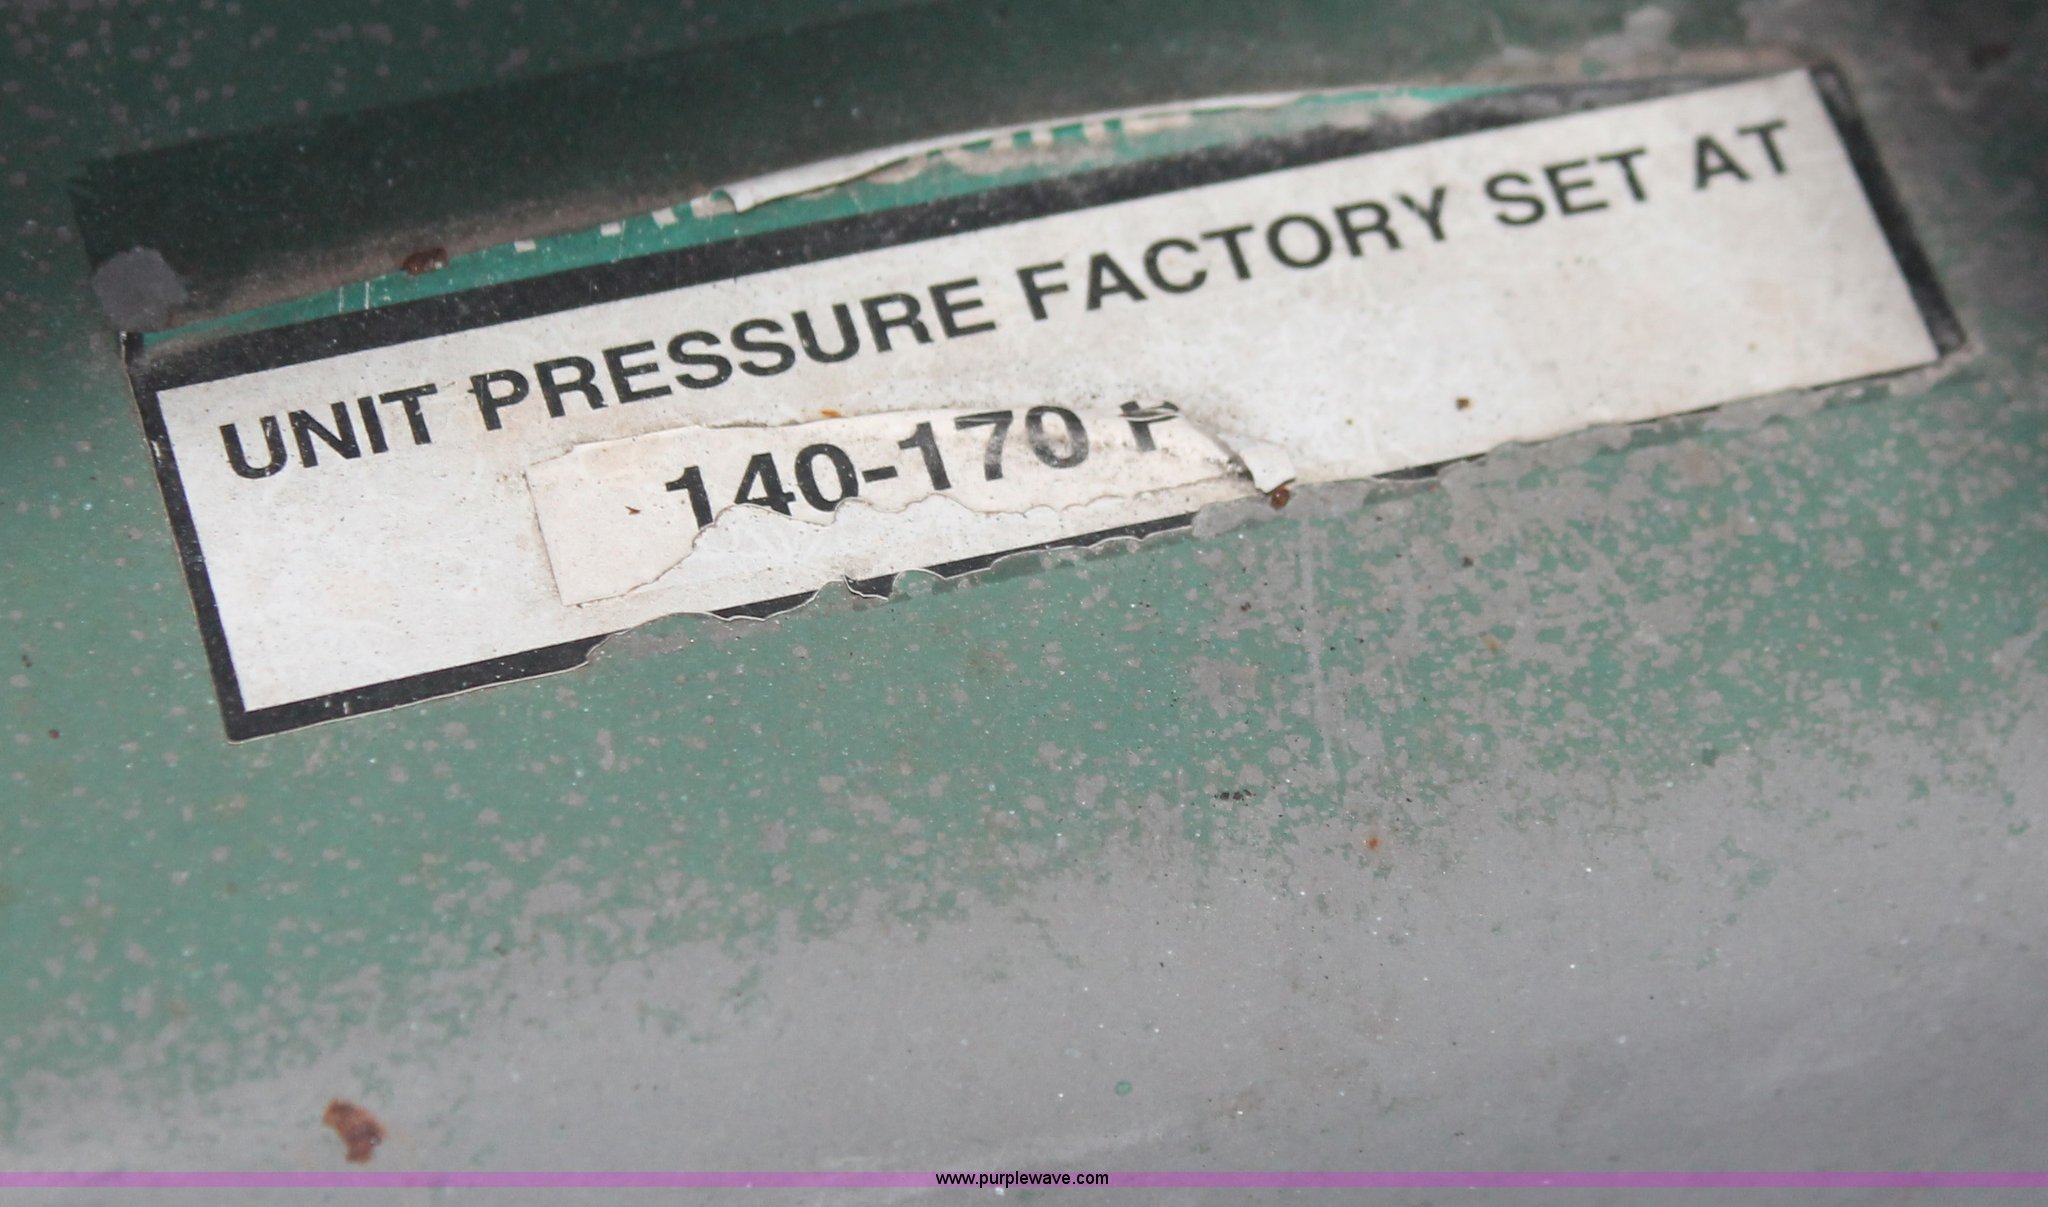 UNIT PRESSURE FACTORY SET AT
140-170 P
www.purplewave.com